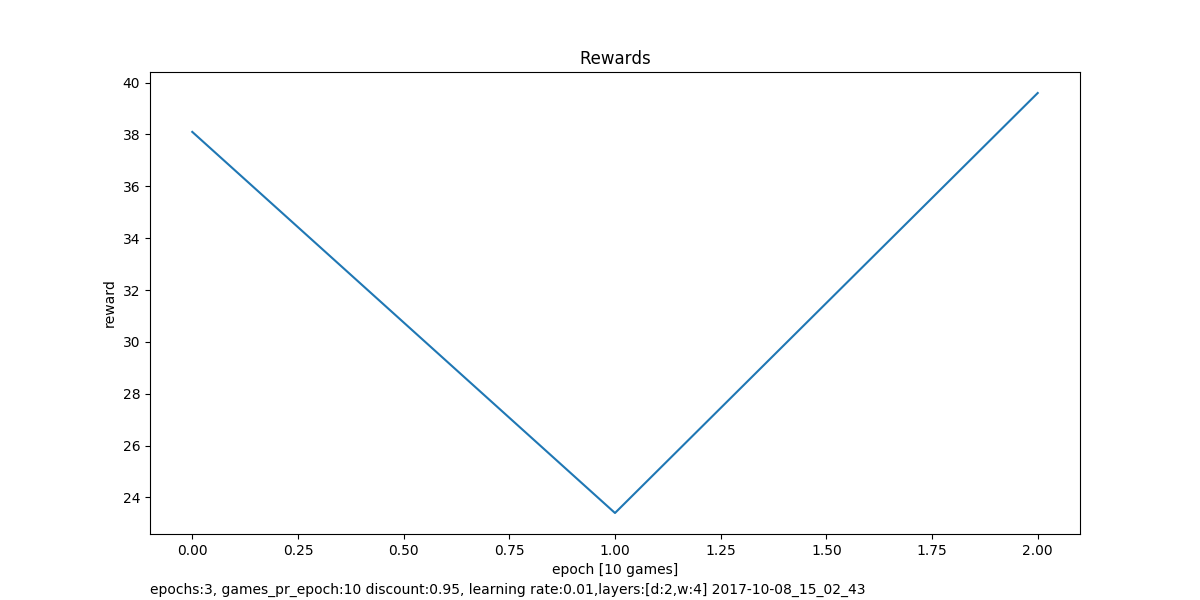 Rewards
40
38
36
34
32
30
28
26
24
reward
0.00 0.25 0.50 0.75 1.00 1.25 1.50 1.75 2.00
epoch [10 games]
epochs:3, games_pr_epoch:10 discount:0.95, learning rate:0.01,layers:[d:2,w:4] 2017-10-08_15_02_43